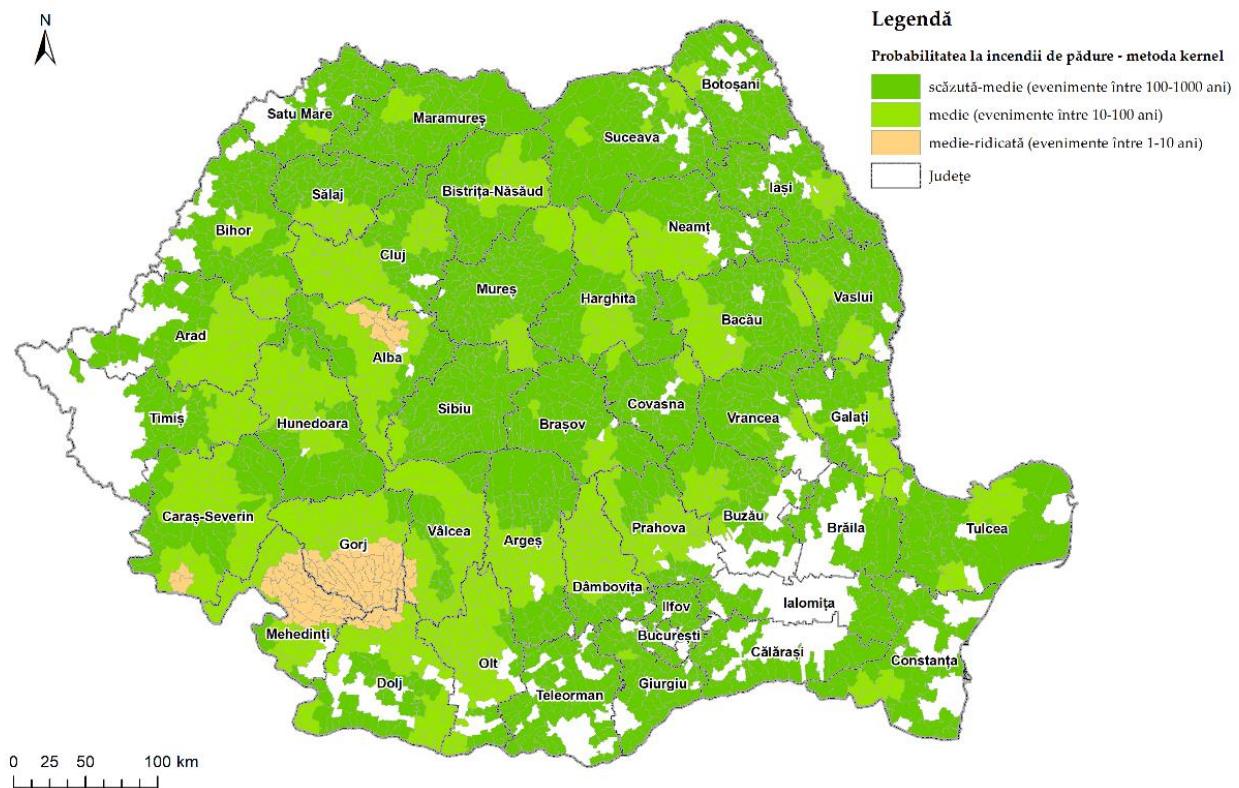 N
Legendă
Probabilitatea la incendii de pădure - metoda kernel
scăzută-medie (evenimente între 100-1000 ani)
medie (evenimente între 10-100 ani)
medie-ridicată (evenimente între 1-10 ani)
Județe
Botoșani
Satu Mare
Maramureș
Suceava
Iași
Bistrița-Năsăud
Sălaj
Bihor
Neamț
Cluj
Mureș
Harghita
Vaslui
Bacău
Arad
Alba
Covasna
Sibiu
Timiș
Hunedoara
Brașov
Vrancea
Galați
Caraș-Severin
Prahova
Buzău
Brăila
Tulcea
Vâlcea
Argeș
Gorj
Dâmbovița
Ilfov
Ialomița
Mehedinți
București
Călărași
Constanța
Olt
Dolj
Teleorman
Giurgiu
0 25 50 100 km